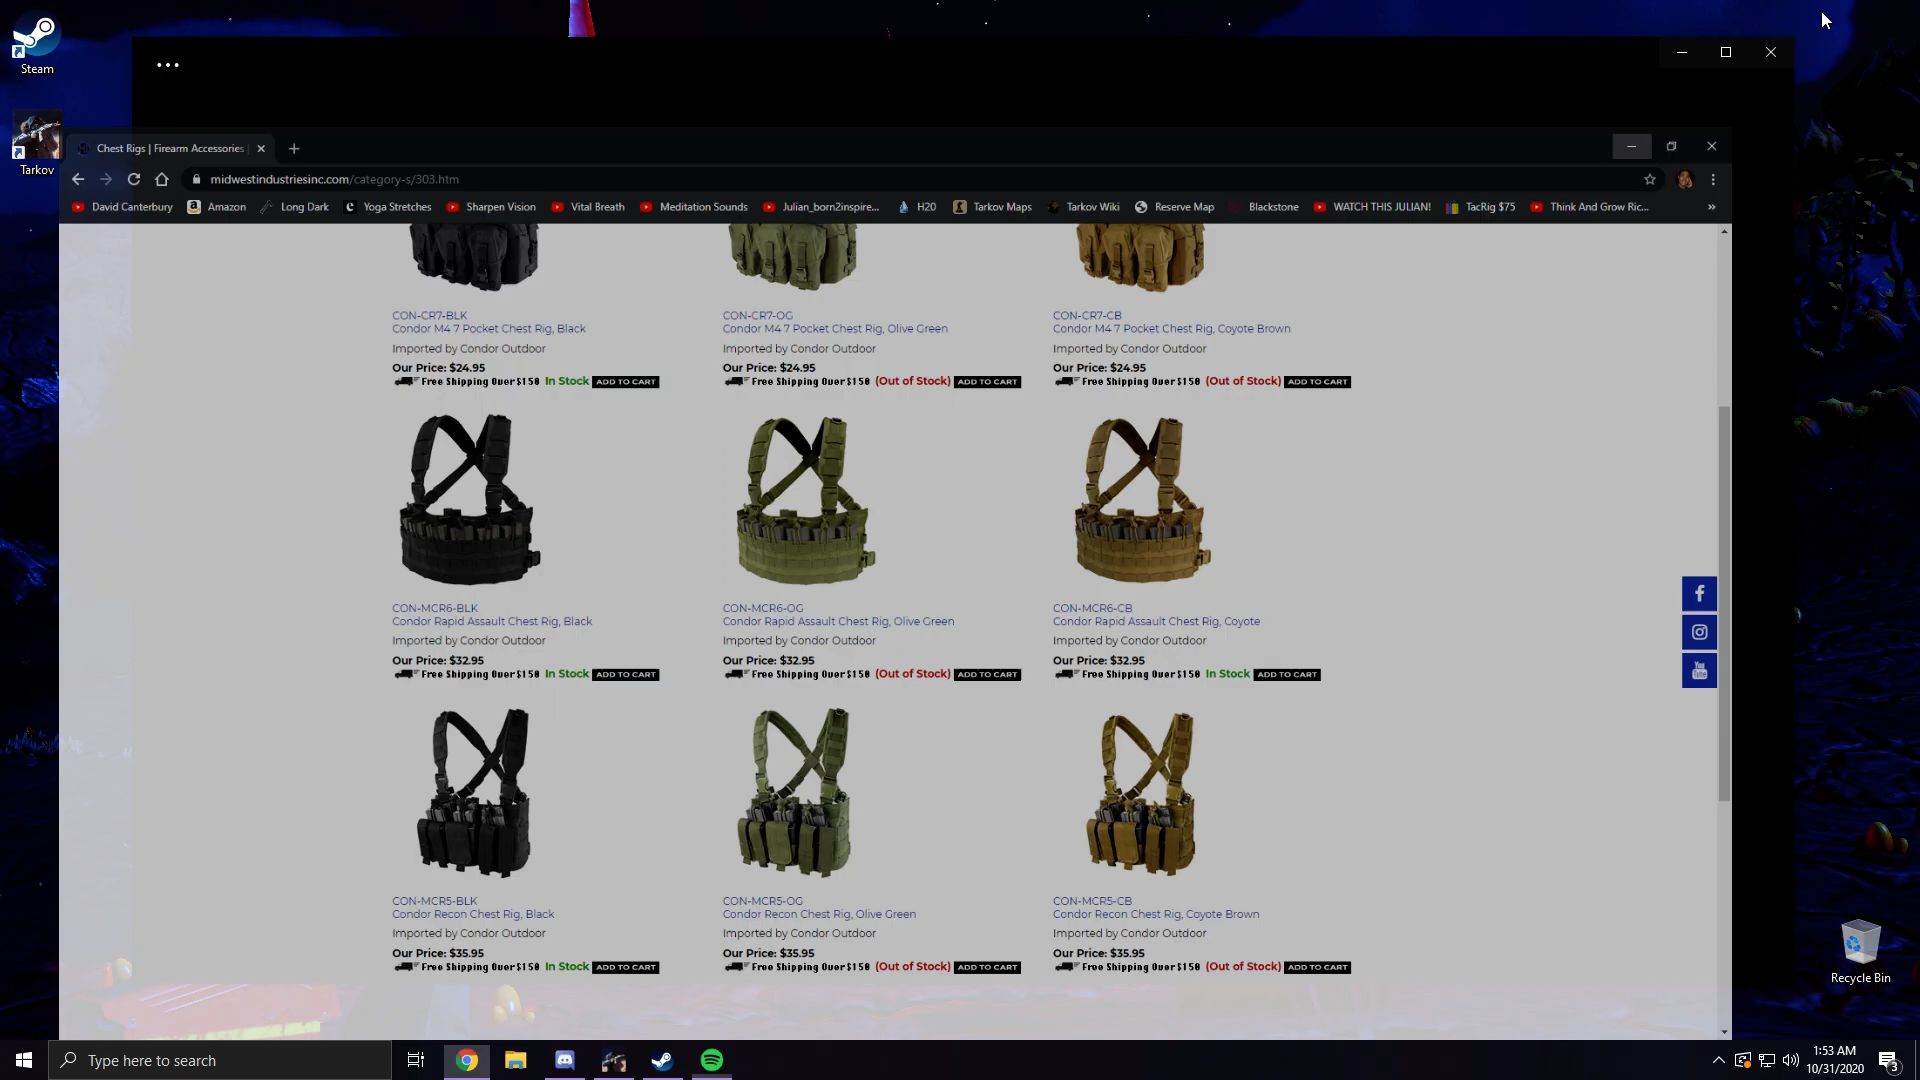 Steam
Tarkov
Chest Rigs | Firearm Accessories
midwestindustriesinc.com/category-s/303.htm
David Canterbury Amazon Long Dark Yoga Stretches Sharpen Vision Vital Breath Meditation Sounds Julian_born2inspire... H20 Tarkov Maps Tarkov Wiki Reserve Map Blackstone WATCH THIS JULIAN! TacRig $75 Think And Grow Ric... »
CON-CR7-BLK
Condor M4 7 Pocket Chest Rig, Black
Imported by Condor Outdoor
Our Price: $24.95
Free Shipping Over $150 In Stock ADD TO CART
CON-CR7-OG
Condor M4 7 Pocket Chest Rig, Olive Green
Imported by Condor Outdoor
Our Price: $24.95
Free Shipping Over $150 (Out of Stock) ADD TO CART
CON-CR7-CB
Condor M4 7 Pocket Chest Rig, Coyote Brown
Imported by Condor Outdoor
Our Price: $24.95
Free Shipping Over $150 (Out of Stock) ADD TO CART
CON-MCR6-BLK
Condor Rapid Assault Chest Rig, Black
Imported by Condor Outdoor
Our Price: $32.95
Free Shipping Over $150 In Stock ADD TO CART
CON-MCR6-OG
Condor Rapid Assault Chest Rig, Olive Green
Imported by Condor Outdoor
Our Price: $32.95
Free Shipping Over $150 (Out of Stock) ADD TO CART
CON-MCR6-CB
Condor Rapid Assault Chest Rig, Coyote
Imported by Condor Outdoor
Our Price: $32.95
Free Shipping Over $150 In Stock ADD TO CART
CON-MCR5-BLK
Condor Recon Chest Rig, Black
Imported by Condor Outdoor
Our Price: $35.95
Free Shipping Over $150 In Stock ADD TO CART
CON-MCR5-OG
Condor Recon Chest Rig, Olive Green
Imported by Condor Outdoor
Our Price: $35.95
Free Shipping Over $150 (Out of Stock) ADD TO CART
CON-MCR5-CB
Condor Recon Chest Rig, Coyote Brown
Imported by Condor Outdoor
Our Price: $35.95
Free Shipping Over $150 (Out of Stock) ADD TO CART
You Tube
Recycle Bin
Type here to search
1:53 AM
10/31/2020
3